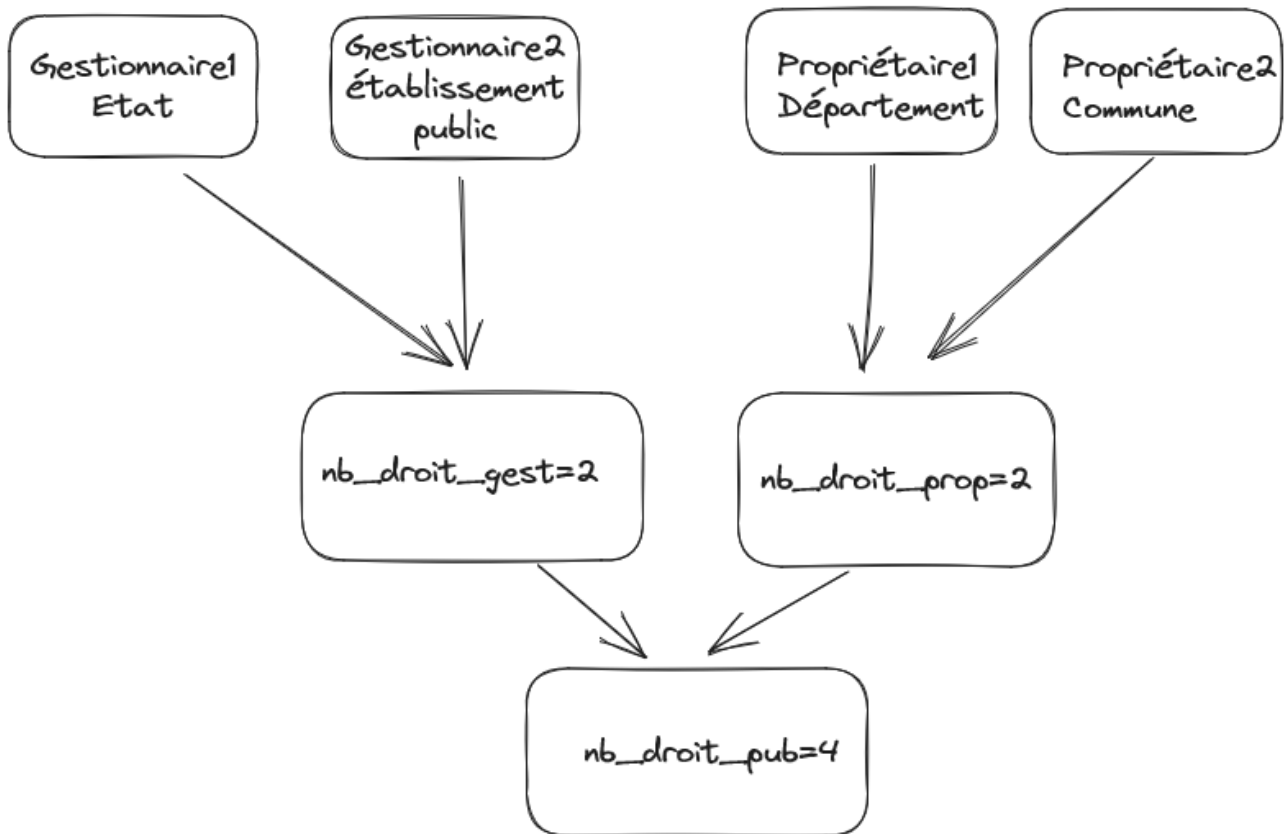 Gestionnaire1
Etat
Gestionnaire2
établissement
public
Propriétaire1
Département
Propriétaire2
Commune
nb_droit_gest=2
nb_droit_prop=2
nb_droit_pub=4